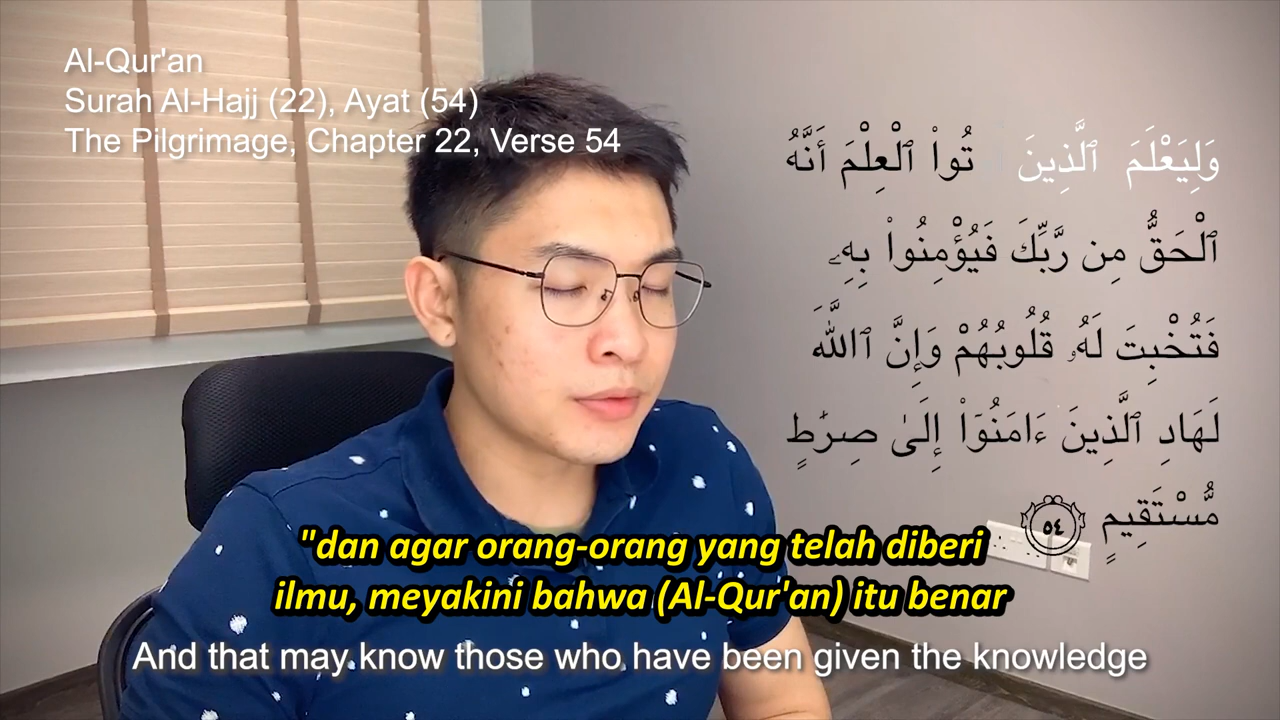 Al-Qur'an
Surah Al-Hajj (22), Ayat (54)
The Pilgrimage, Chapter 22, Verse 54
وَلِيَعْلَمَ ٱلَّذِينَ تُوا۟ ٱلْعِلْمَ أَنَّهُ
ٱلْحَقُّ مِن رَّبِّكَ فَيُؤْمِنُوا۟ بِهِۦ
فَتُخْبِتَ لَهُۥ قُلُوبُهُمْ وَإِنَّ ٱللَّهَ
لَهَادِ ٱلَّذِينَ ءَامَنُوٓا۟ إِلَىٰ صِرَٰطٍ
مُّسْتَقِيمٍ ٥٤
"dan agar orang-orang yang telah diberi
ilmu, meyakini bahwa (Al-Qur'an) itu benar
And that may know those who have been given the knowledge